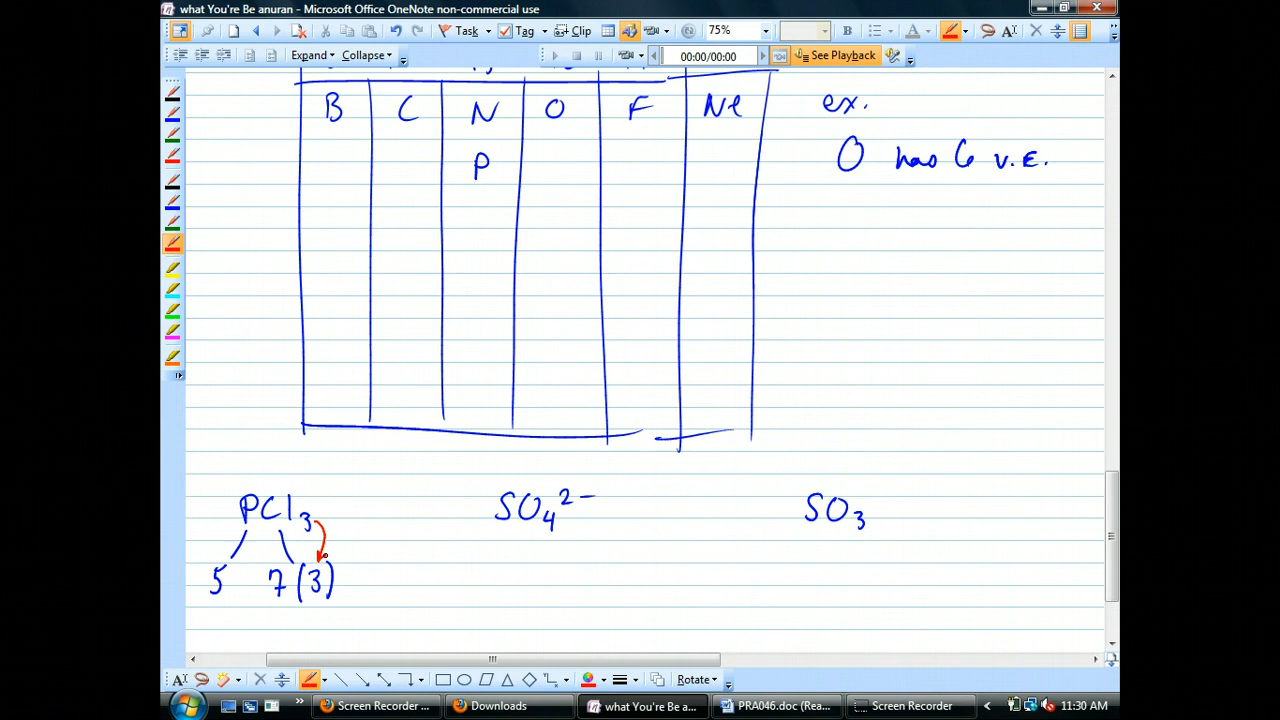 what You're Be anuran - Microsoft Office OneNote non-commercial use
Task Tag Clip 75%
Expand Collapse 00:00/00:00 See Playback
B C N O F Ne ex.
P O has 6 v.E.
PCl3 SO4 2- SO3
5 7(3)
Rotate
Screen Recorder ... Downloads what You're Be a... PRA046.doc (Rea... Screen Recorder 11:30 AM